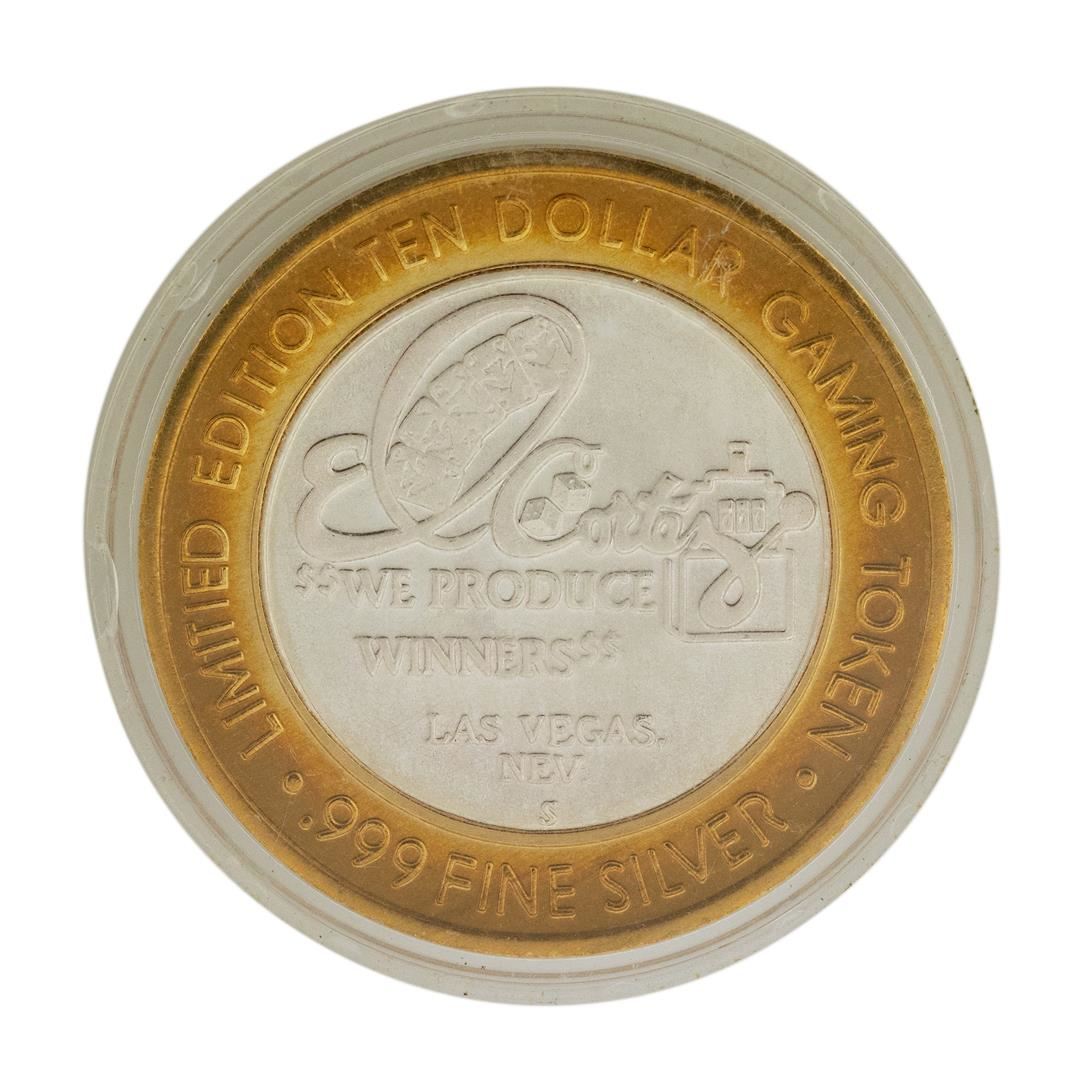 LIMITED EDITION TEN DOLLAR GAMING TOKEN
El Cortez
$$WE PRODUCE
WINNERS$$
LAS VEGAS,
NEV.
S
• .999 FINE SILVER •